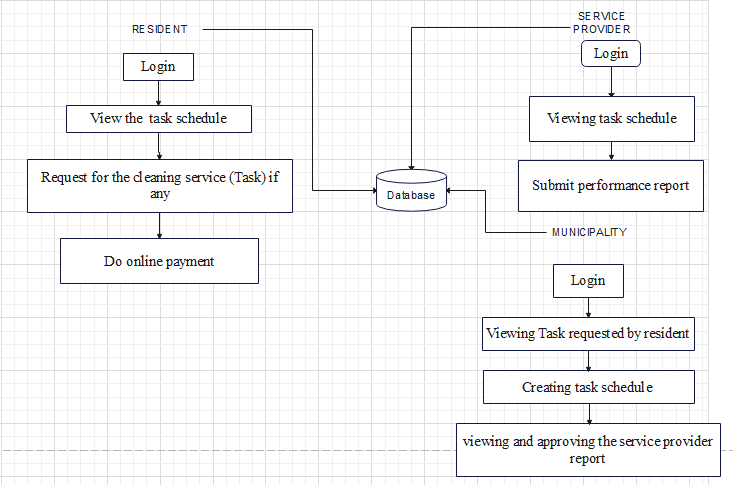 RESIDENT
Login
View the task schedule
Request for the cleaning service (Task) if
any
Do online payment
Database
SERVICE
PROVIDER
Login
Viewing task schedule
Submit performance report
MUNICIPALITY
Login
Viewing Task requested by resident
Creating task schedule
viewing and approving the service provider
report